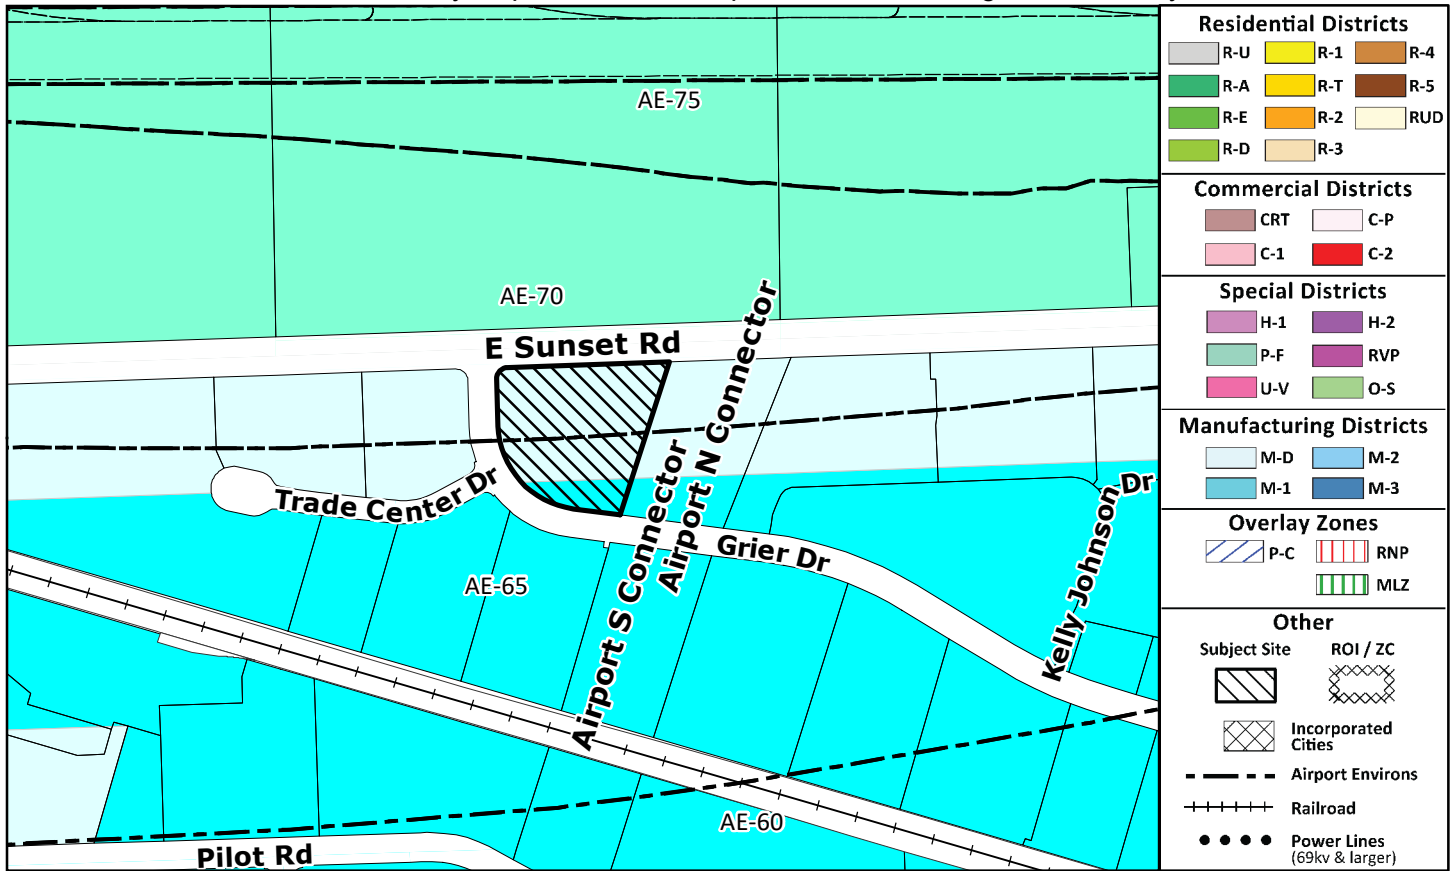 AE-75
AE-70
E Sunset Rd
Airport N Connector
Airport S Connector
Trade Center Dr
Grier Dr
Kelly Johnson Dr
AE-65
AE-60
Pilot Rd
Residential Districts
R-U R-1 R-4
R-A R-T R-5
R-E R-2 RUD
R-D R-3
Commercial Districts
CRT C-P
C-1 C-2
Special Districts
H-1 H-2
P-F RVP
U-V O-S
Manufacturing Districts
M-D M-2
M-1 M-3
Overlay Zones
P-C RNP
MLZ
Other
Subject Site ROI / ZC
Incorporated
Cities
Airport Environs
Railroad
Power Lines
(69kv & larger)